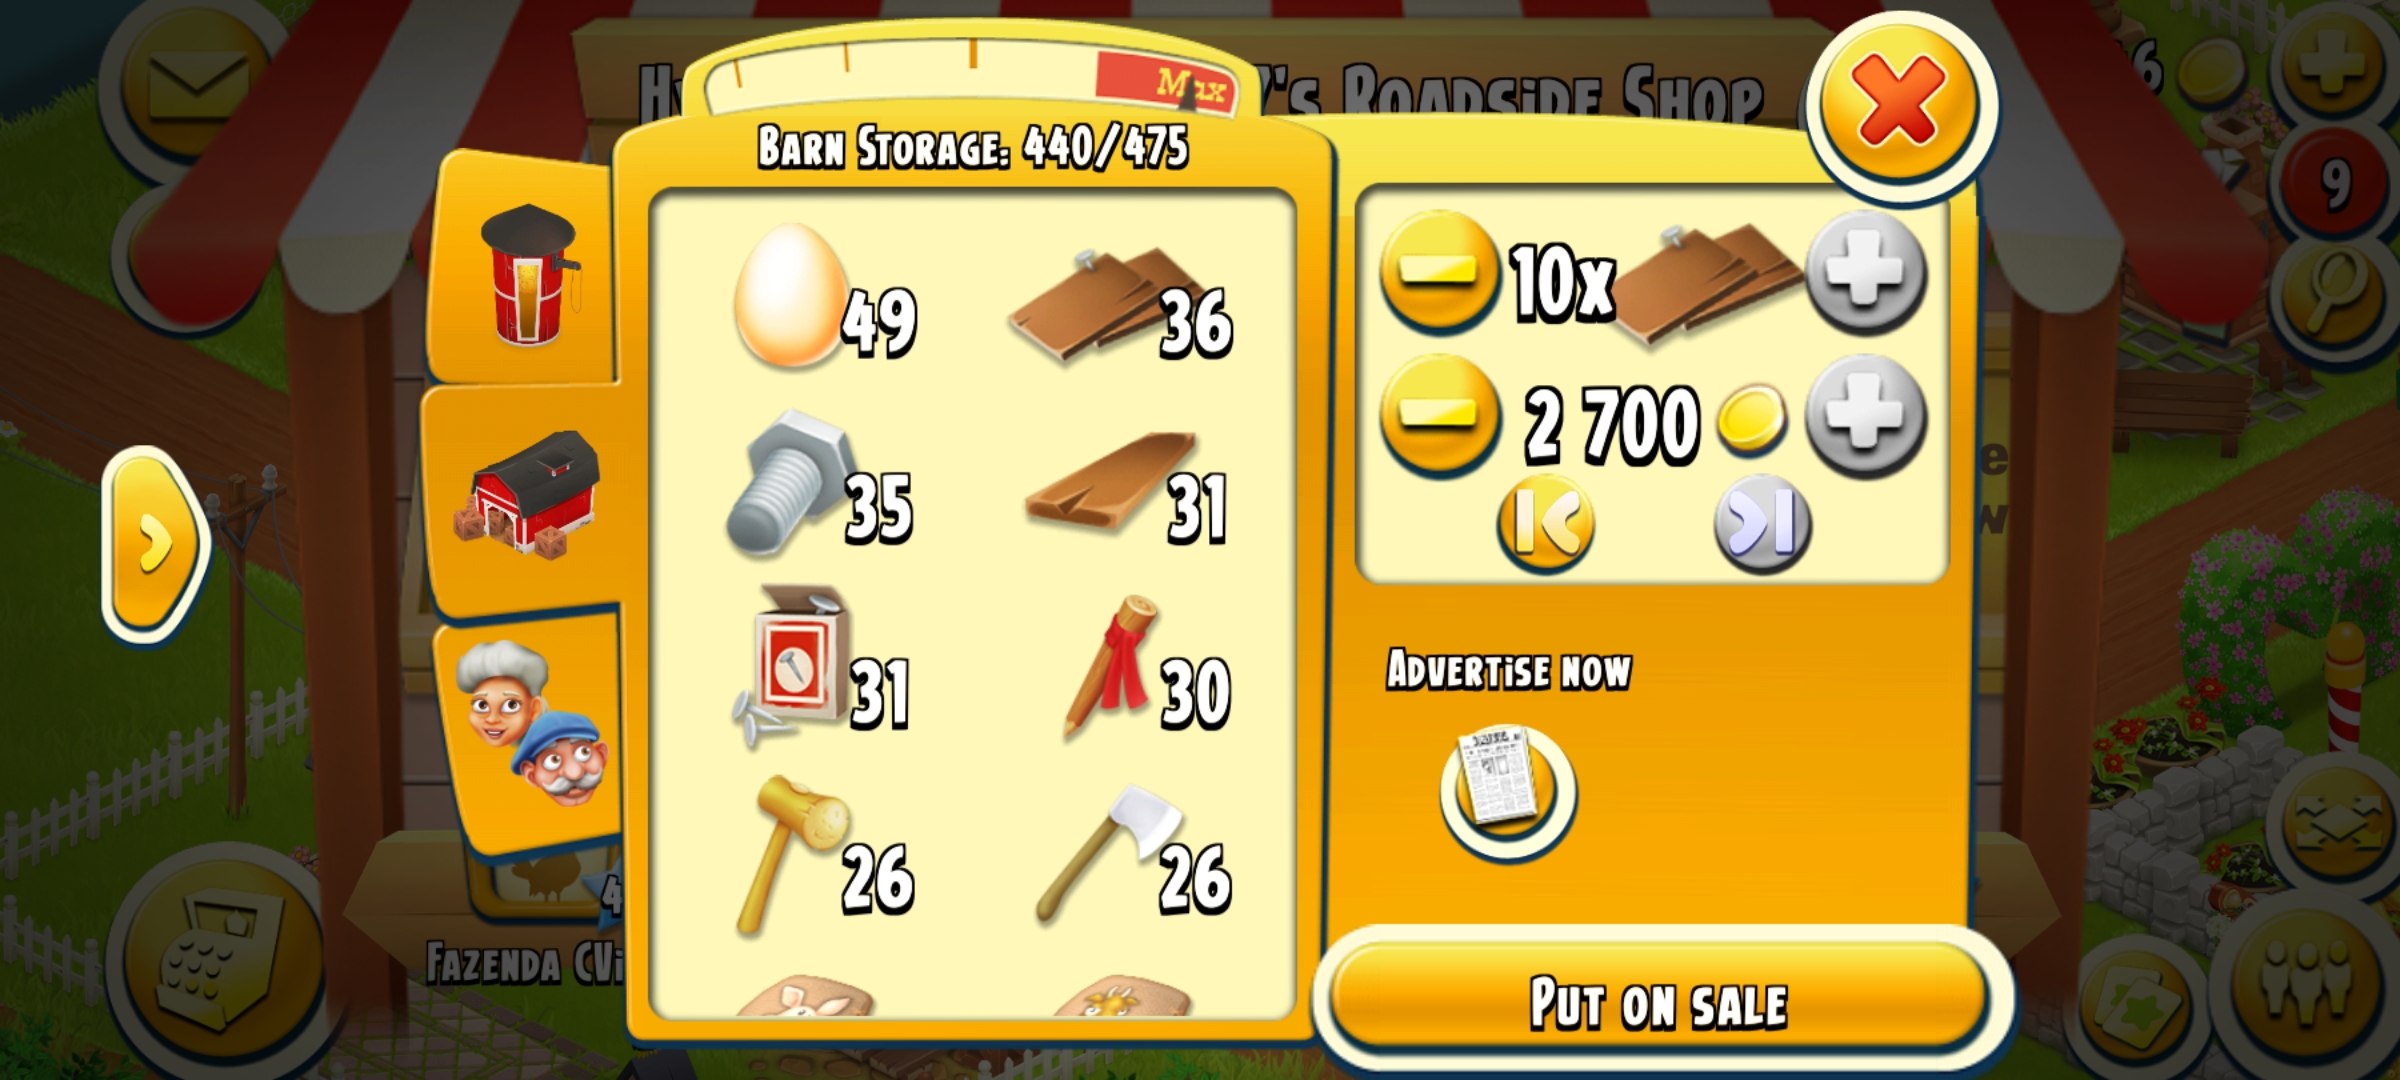 's Roadside Shop
Max
Barn Storage: 440/475
49
36
10x
9
2 700
35
31
31
30
Advertise now
26
26
Fazenda CVi
Put on sale